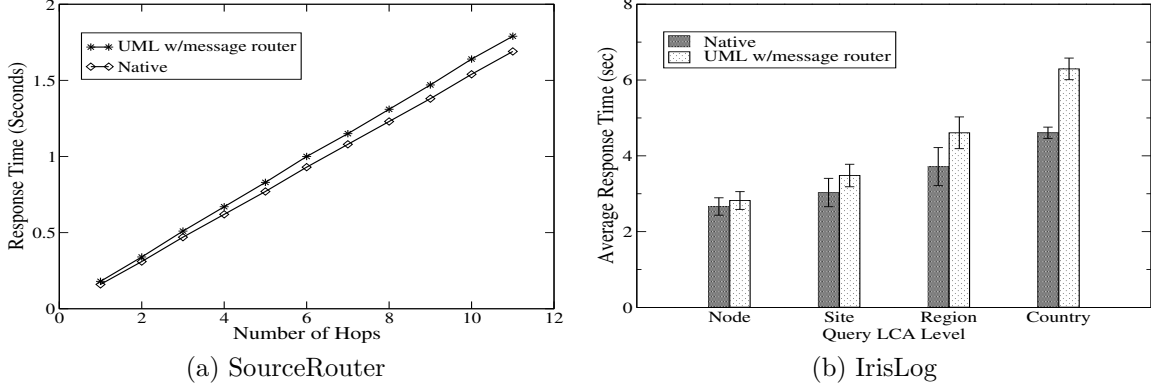 2
1.5
1
0.5
0
Response Time (Seconds)
UML w/message router
Native
0 2 4 6 8 10 12
Number of Hops
(a) SourceRouter
8
6
4
2
0
Average Response Time (sec)
Native
UML w/message router
Node Site Region Country
Query LCA Level
(b) IrisLog